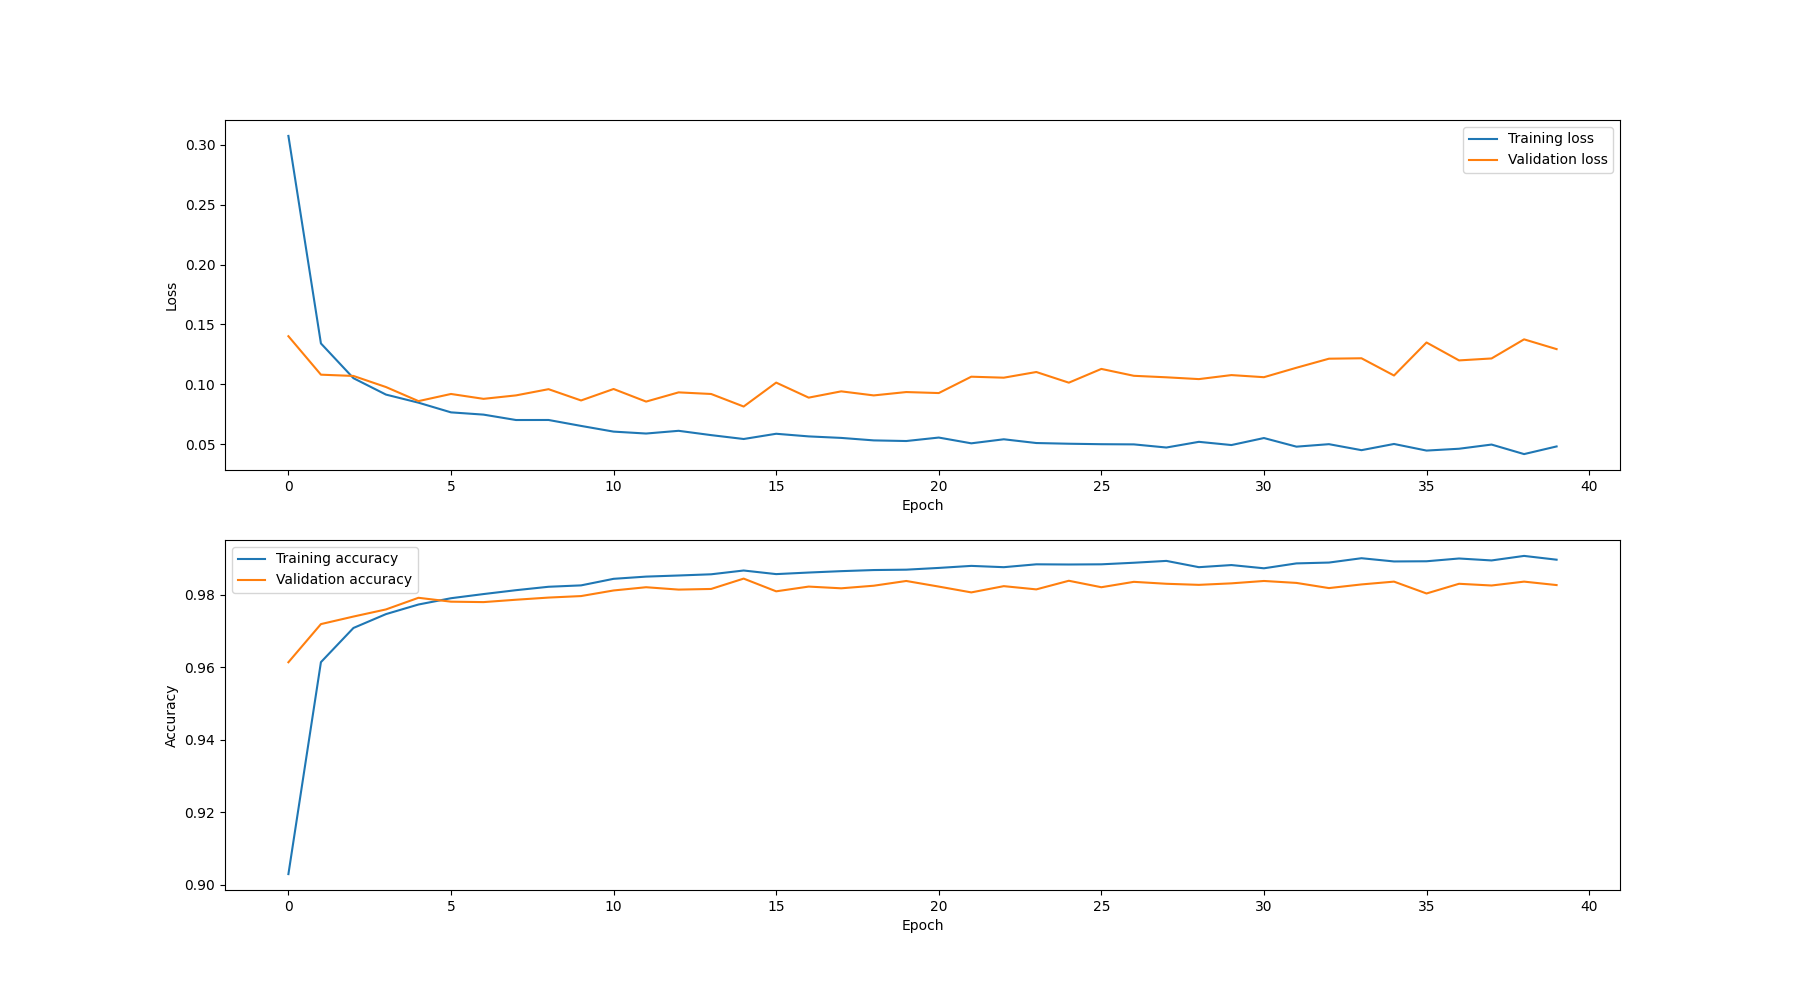 Training loss
Validation loss
0.30
0.25
0.20
0.15
0.10
0.05
Loss
0 5 10 15 20 25 30 35 40
Epoch
Training accuracy
Validation accuracy
0.98
0.96
0.94
0.92
0.90
Accuracy
0 5 10 15 20 25 30 35 40
Epoch